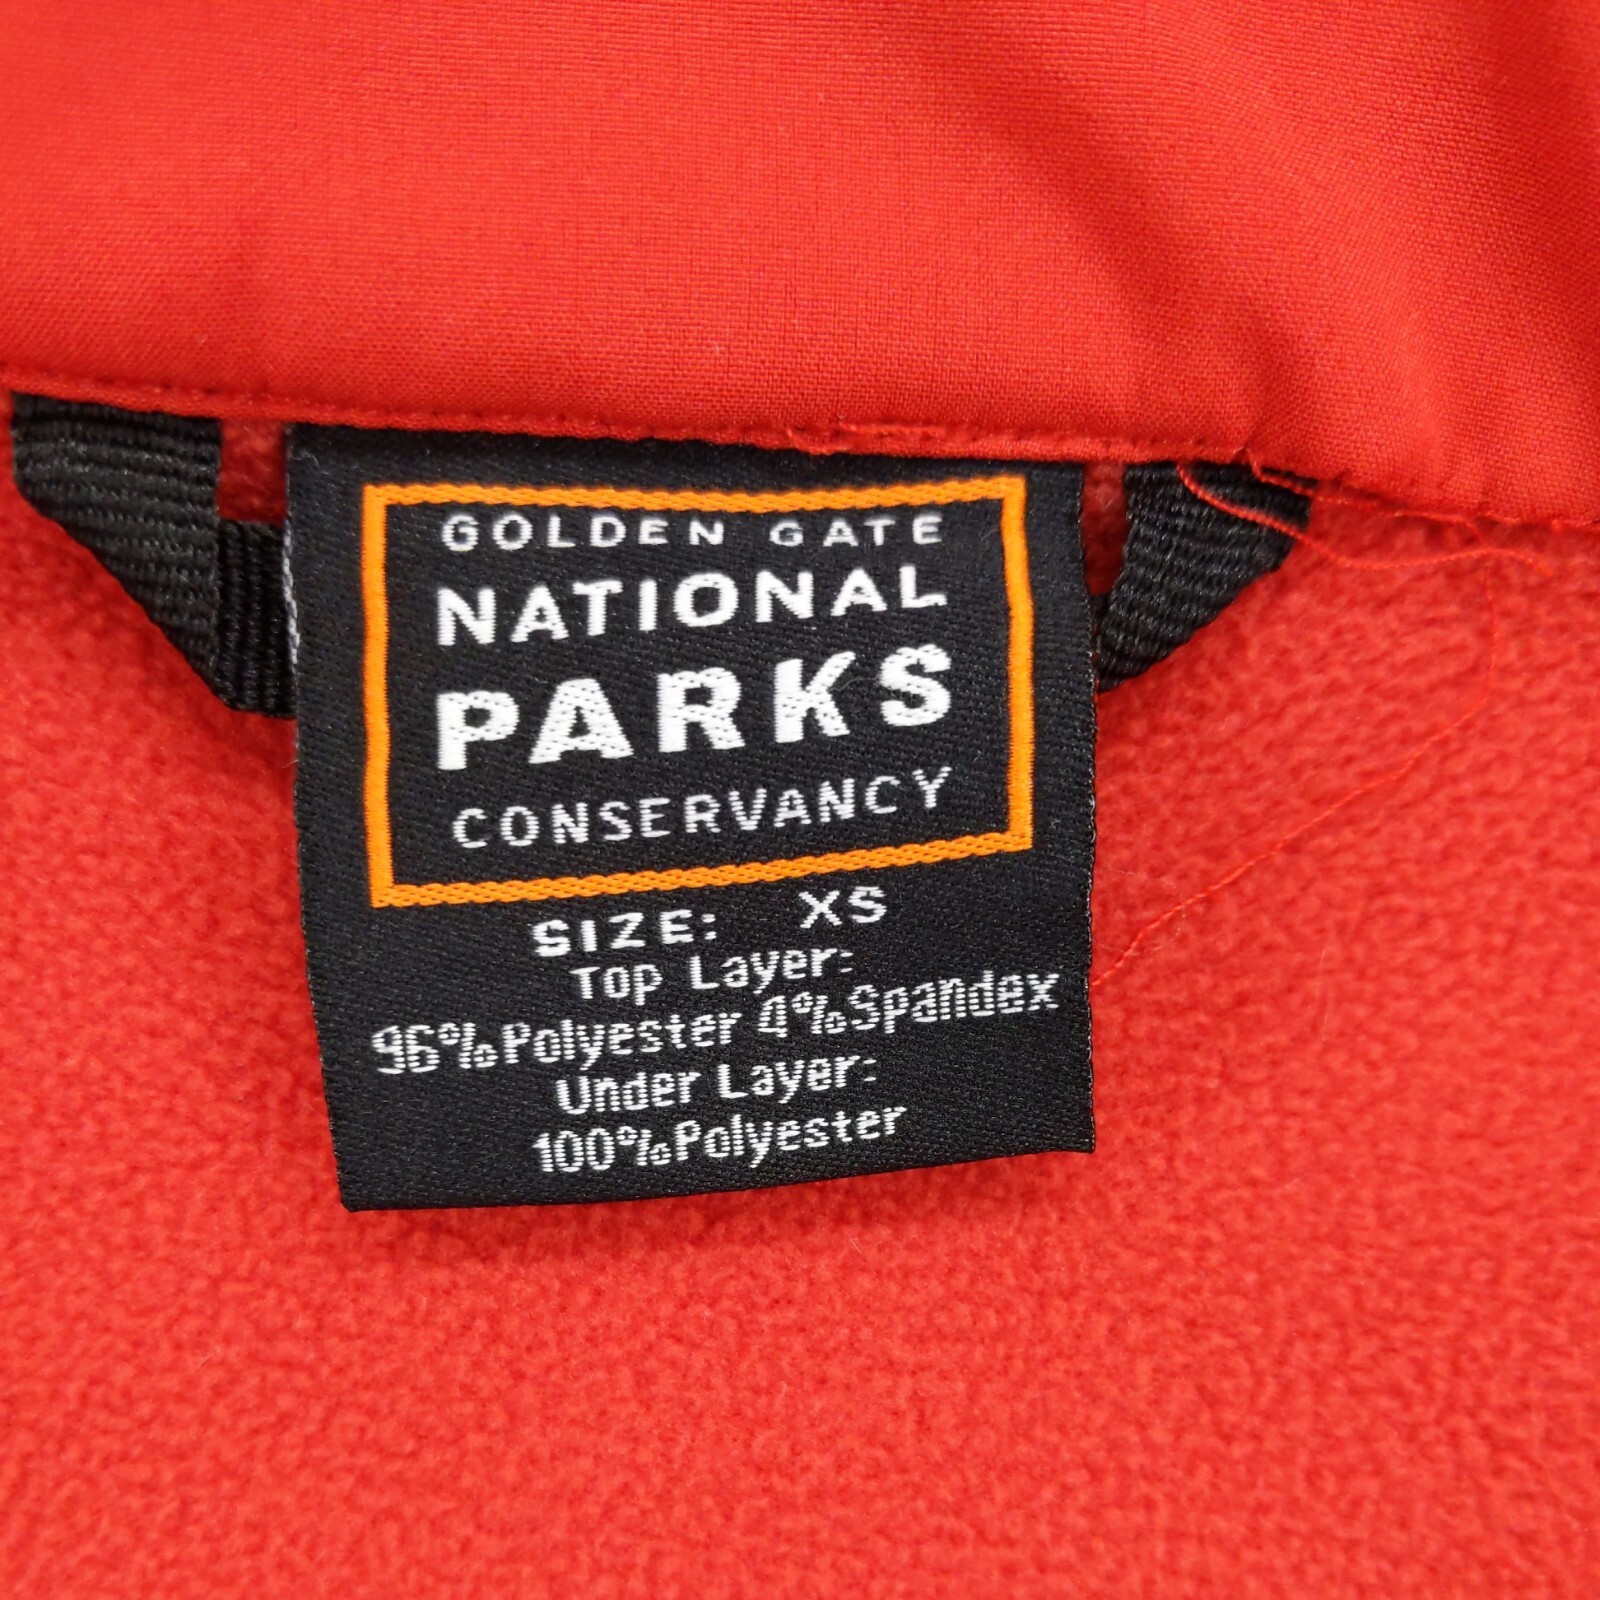 GOLDEN GATE
NATIONAL
PARKS
CONSERVANCY
SIZE: XS
Top Layer:
96%Polyester 4%Spandex
Under Layer:
100%Polyester